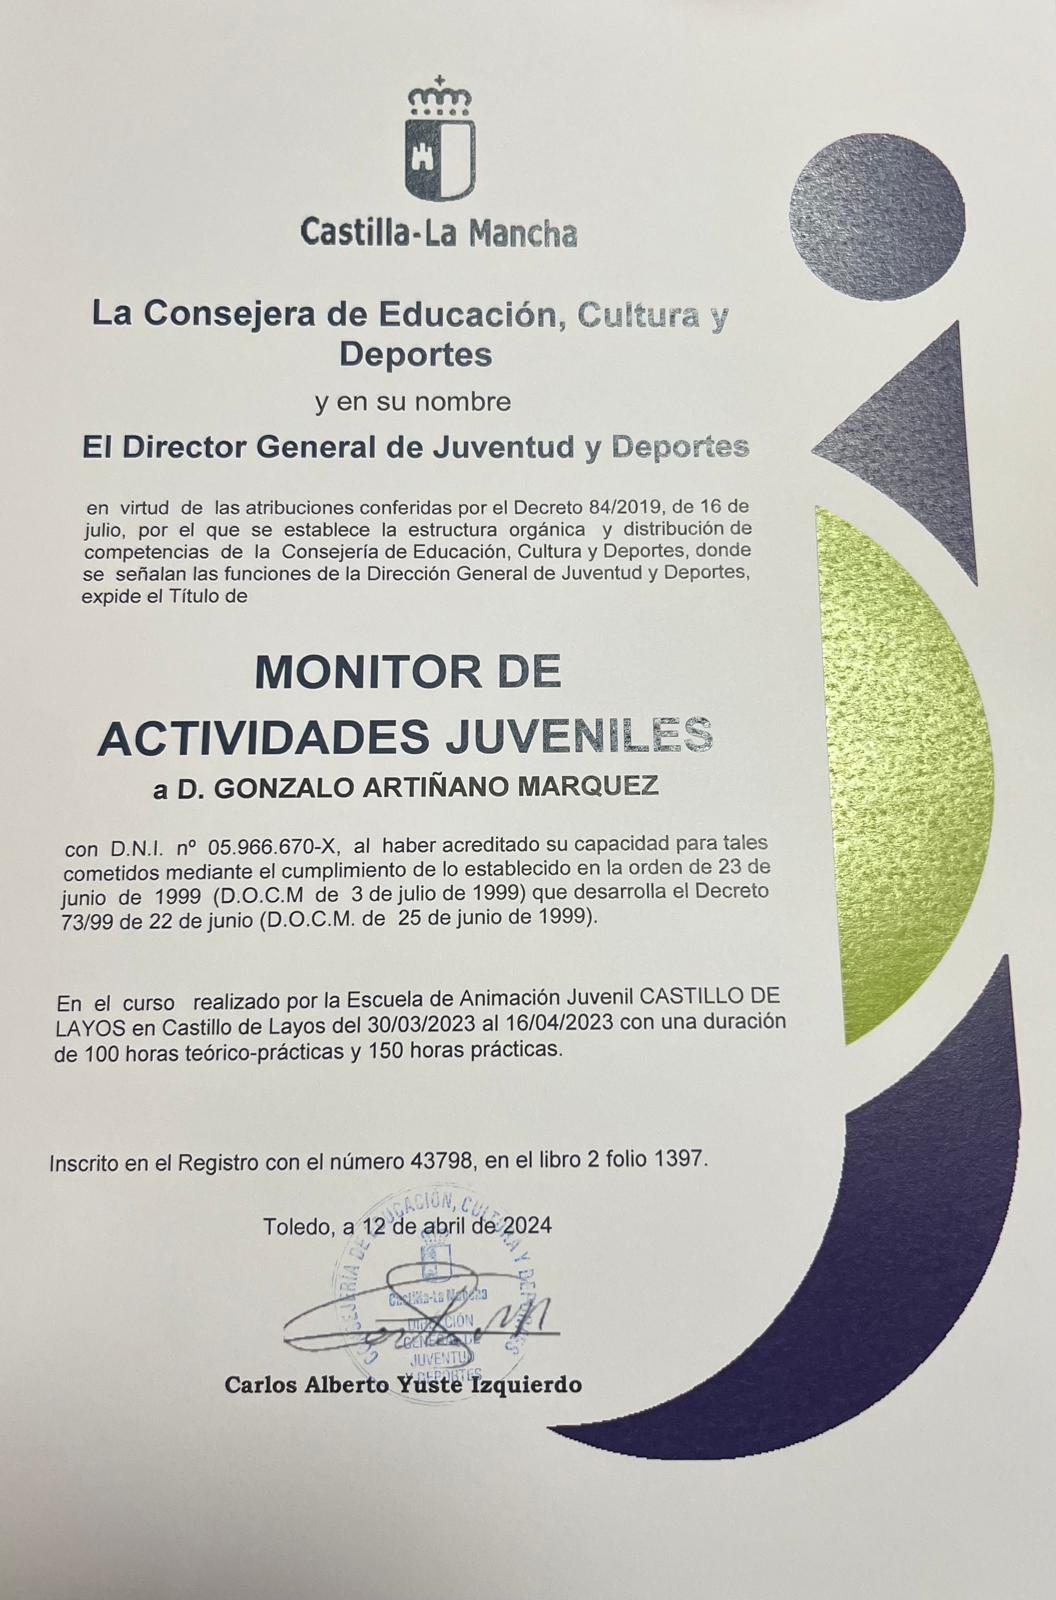 Castilla-La Mancha
La Consejera de Educación, Cultura y
Deportes
y en su nombre
El Director General de Juventud y Deportes
en virtud de las atribuciones conferidas por el Decreto 84/2019, de 16 de
julio, por el que se establece la estructura orgánica y distribución de
competencias de la Consejería de Educación, Cultura y Deportes, donde
se señalan las funciones de la Dirección General de Juventud y Deportes,
expide el Título de
MONITOR DE
ACTIVIDADES JUVENILES
a D. GONZALO ARTIÑANO MARQUEZ
con D.N.I. nº 05.966.670-X, al haber acreditado su capacidad para tales
cometidos mediante el cumplimiento de lo establecido en la orden de 23 de
junio de 1999 (D.O.C.M de 3 de julio de 1999) que desarrolla el Decreto
73/99 de 22 de junio (D.O.C.M. de 25 de junio de 1999).
En el curso realizado por la Escuela de Animación Juvenil CASTILLO DE
LAYOS en Castillo de Layos del 30/03/2023 al 16/04/2023 con una duración
de 100 horas teórico-prácticas y 150 horas prácticas.
Inscrito en el Registro con el número 43798, en el libro 2 folio 1397.
Toledo, a 12 de abril de 2024
CONSEJERÍA DE EDUCACIÓN, CULTURA Y DEPORTES
Castilla-La Mancha
DIRECCIÓN
GENERAL DE
JUVENTUD
Y DEPORTES
Carlos Alberto Yuste Izquierdo